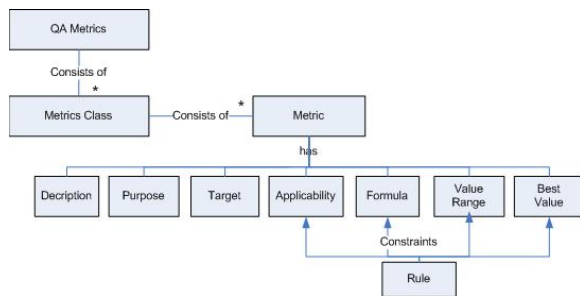 QA Metrics
Consists of
*
Metrics Class
Consists of
*
Metric
has
Decription
Purpose
Target
Applicability
Formula
Value
Range
Best
Value
Constraints
Rule